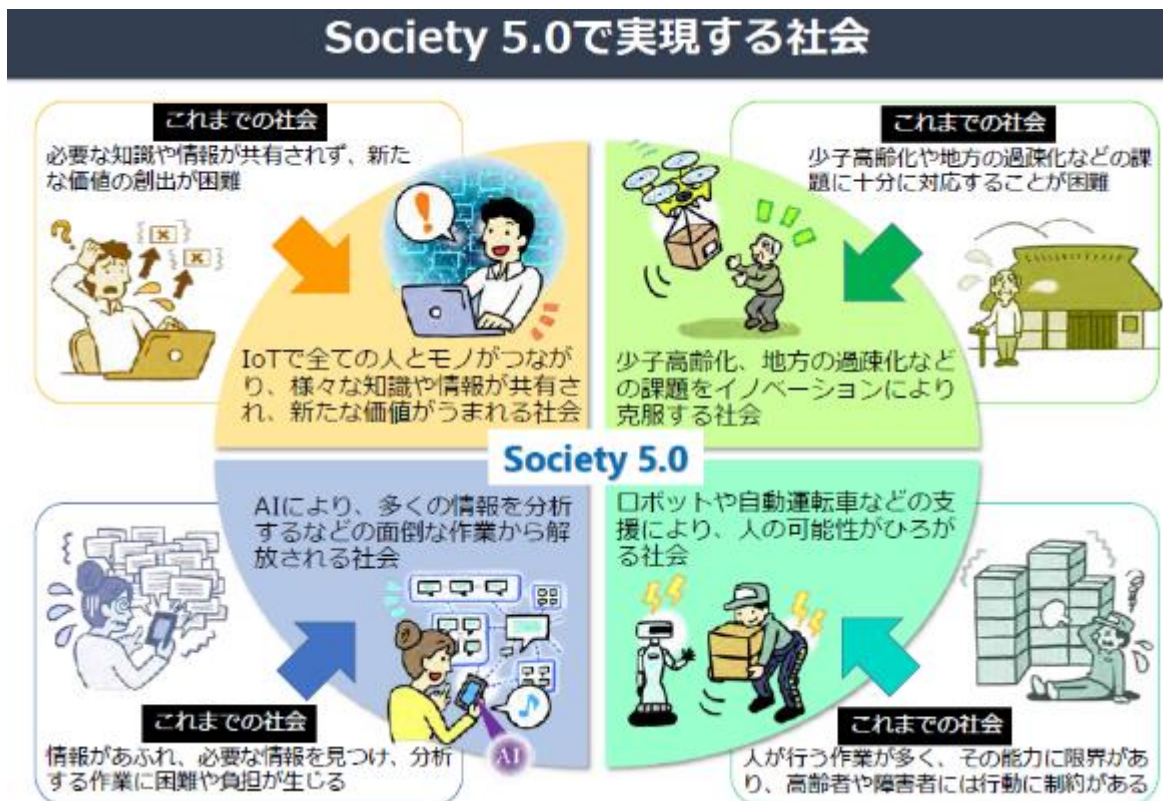 Society 5.0で実現する社会
これまでの社会
必要な知識や情報が共有されず、新た
な価値の創出が困難
IoTで全ての人とモノがつなが
り、様々な知識や情報が共有さ
れ、新たな価値がうまれる社会
これまでの社会
少子高齢化や地方の過疎化などの課
題に十分に対応することが困難
少子高齢化、地方の過疎化など
の課題をイノベーションにより
克服する社会
Society 5.0
AIにより、多くの情報を分析
するなどの面倒な作業から解
放される社会
AI
これまでの社会
情報があふれ、必要な情報を見つけ、分析
する作業に困難や負担が生じる
ロボットや自動運転車などの支
援により、人の可能性がひろが
る社会
これまでの社会
人が行う作業が多く、その能力に限界があ
り、高齢者や障害者には行動に制約がある